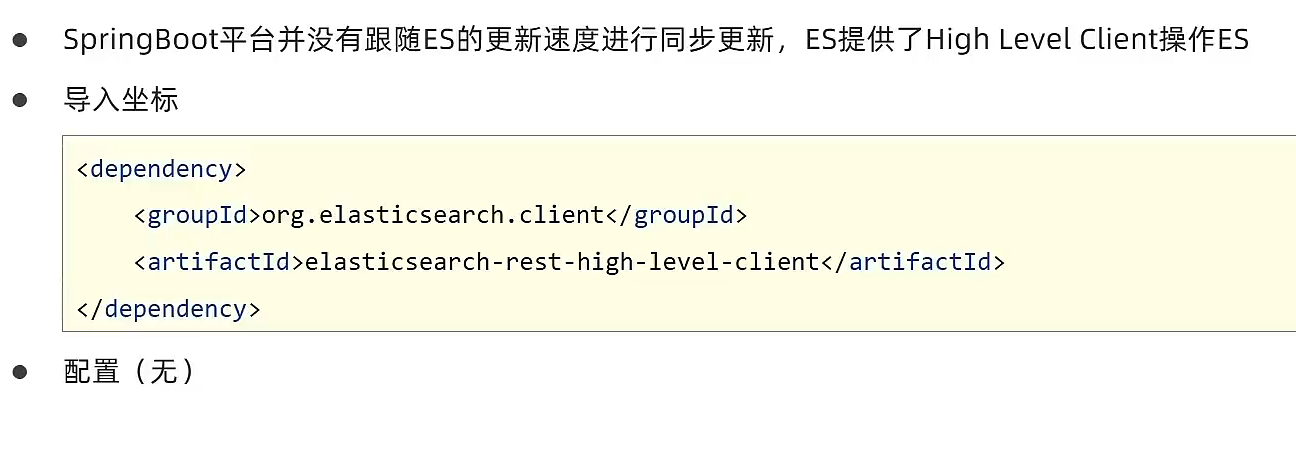 SpringBoot平台并没有跟随ES的更新速度进行同步更新，ES提供了High Level Client操作ES
导入坐标
<dependency>
    <groupId>org.elasticsearch.client</groupId>
    <artifactId>elasticsearch-rest-high-level-client</artifactId>
</dependency>
配置（无）